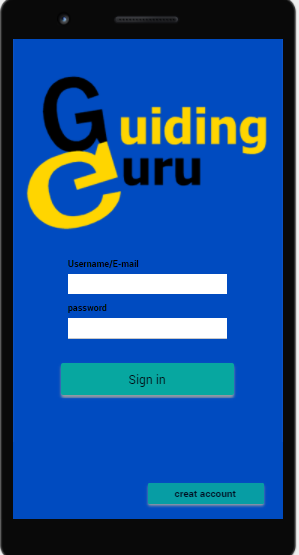 Guiding
Guru
Username/E-mail
password
Sign in
creat account